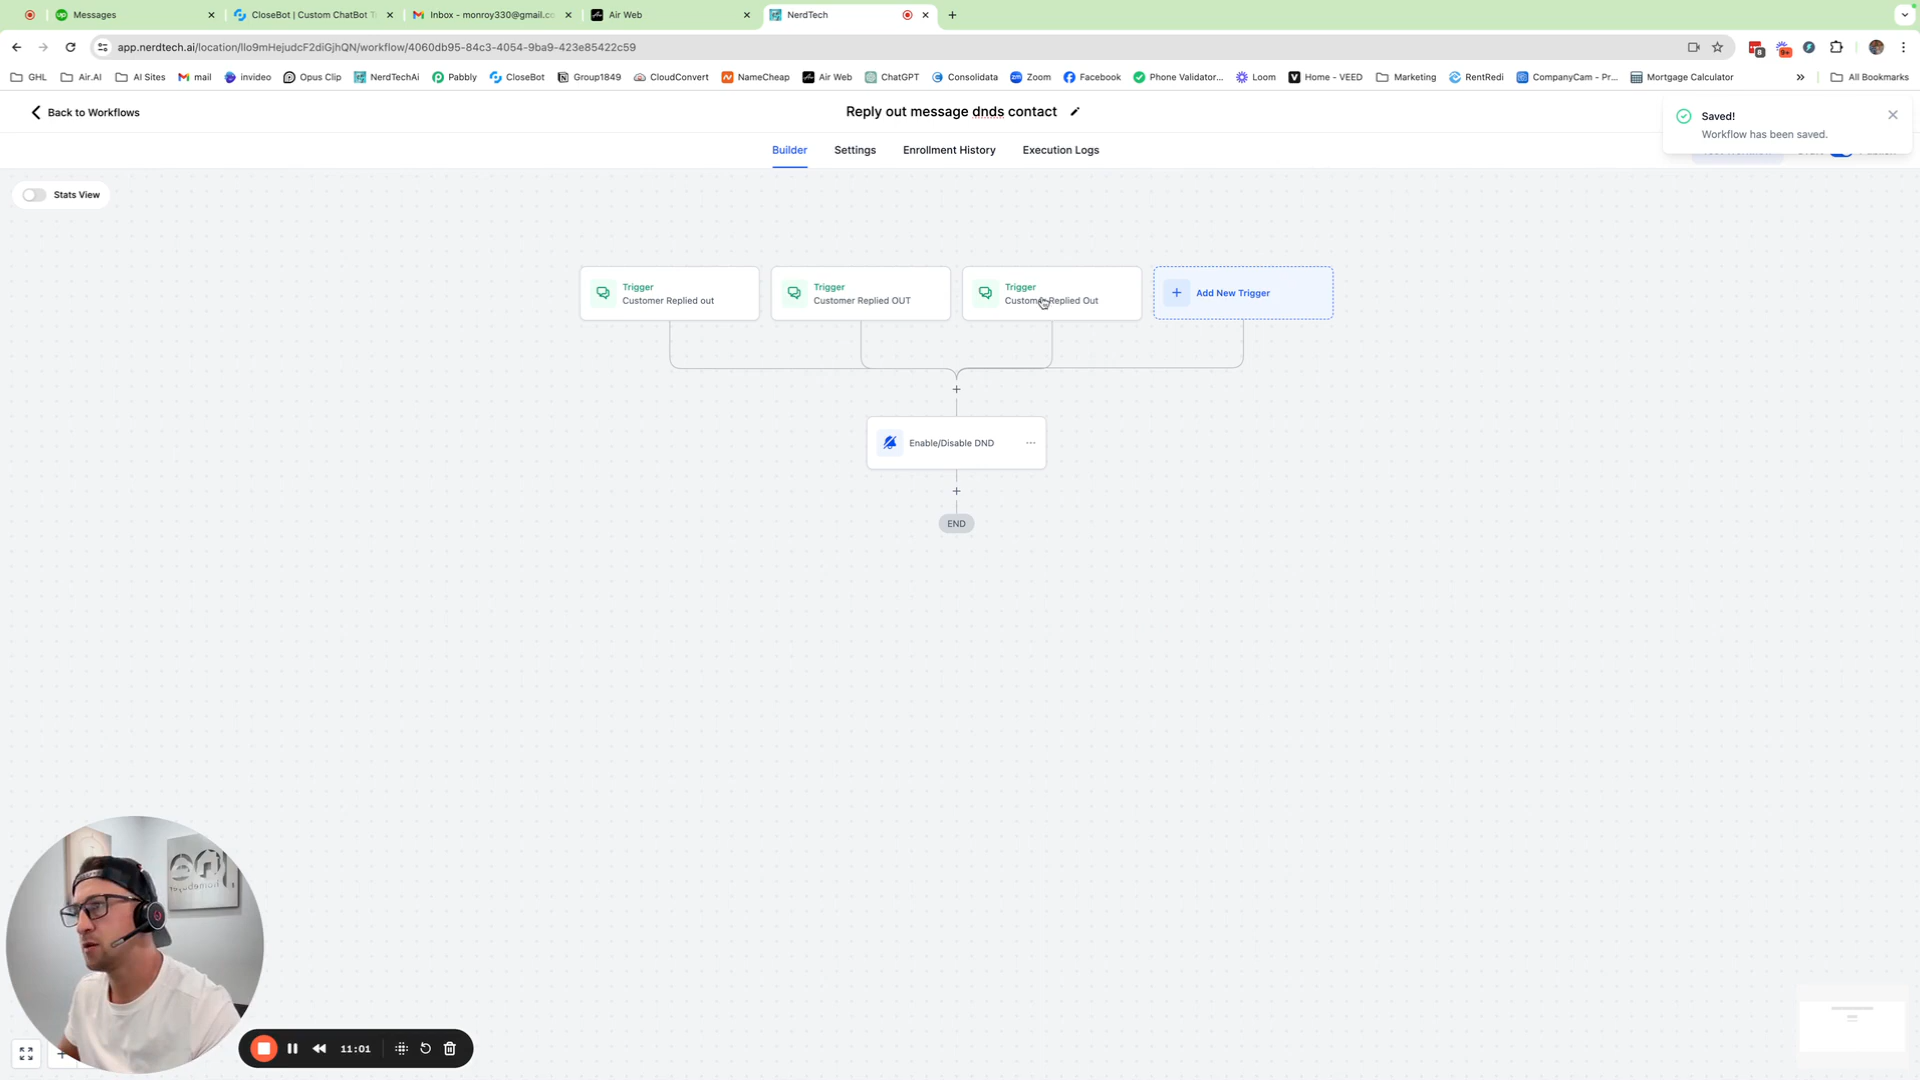 Messages
CloseBot | Custom ChatBot T
Inbox - monroy330@gmail.co
Air Web
NerdTech
app.nerdtech.ai/location/llo9mHejudcF2diGjhQN/workflow/4060db95-84c3-4054-9ba9-423e85422c59
GHL
Air.AI
AI Sites
mail
invideo
Opus Clip
NerdTechAi
Pabbly
CloseBot
Group1849
CloudConvert
NameCheap
Air Web
ChatGPT
Consolidata
Zoom
Facebook
Phone Validator...
Loom
Home - VEED
Marketing
RentRedi
CompanyCam - Pr...
Mortgage Calculator
All Bookmarks
Back to Workflows
Reply out message dnds contact
Saved!
Workflow has been saved.
Builder
Settings
Enrollment History
Execution Logs
Stats View
Trigger
Customer Replied out
Trigger
Customer Replied OUT
Trigger
Customer Replied Out
Add New Trigger
Enable/Disable DND
END
11:01